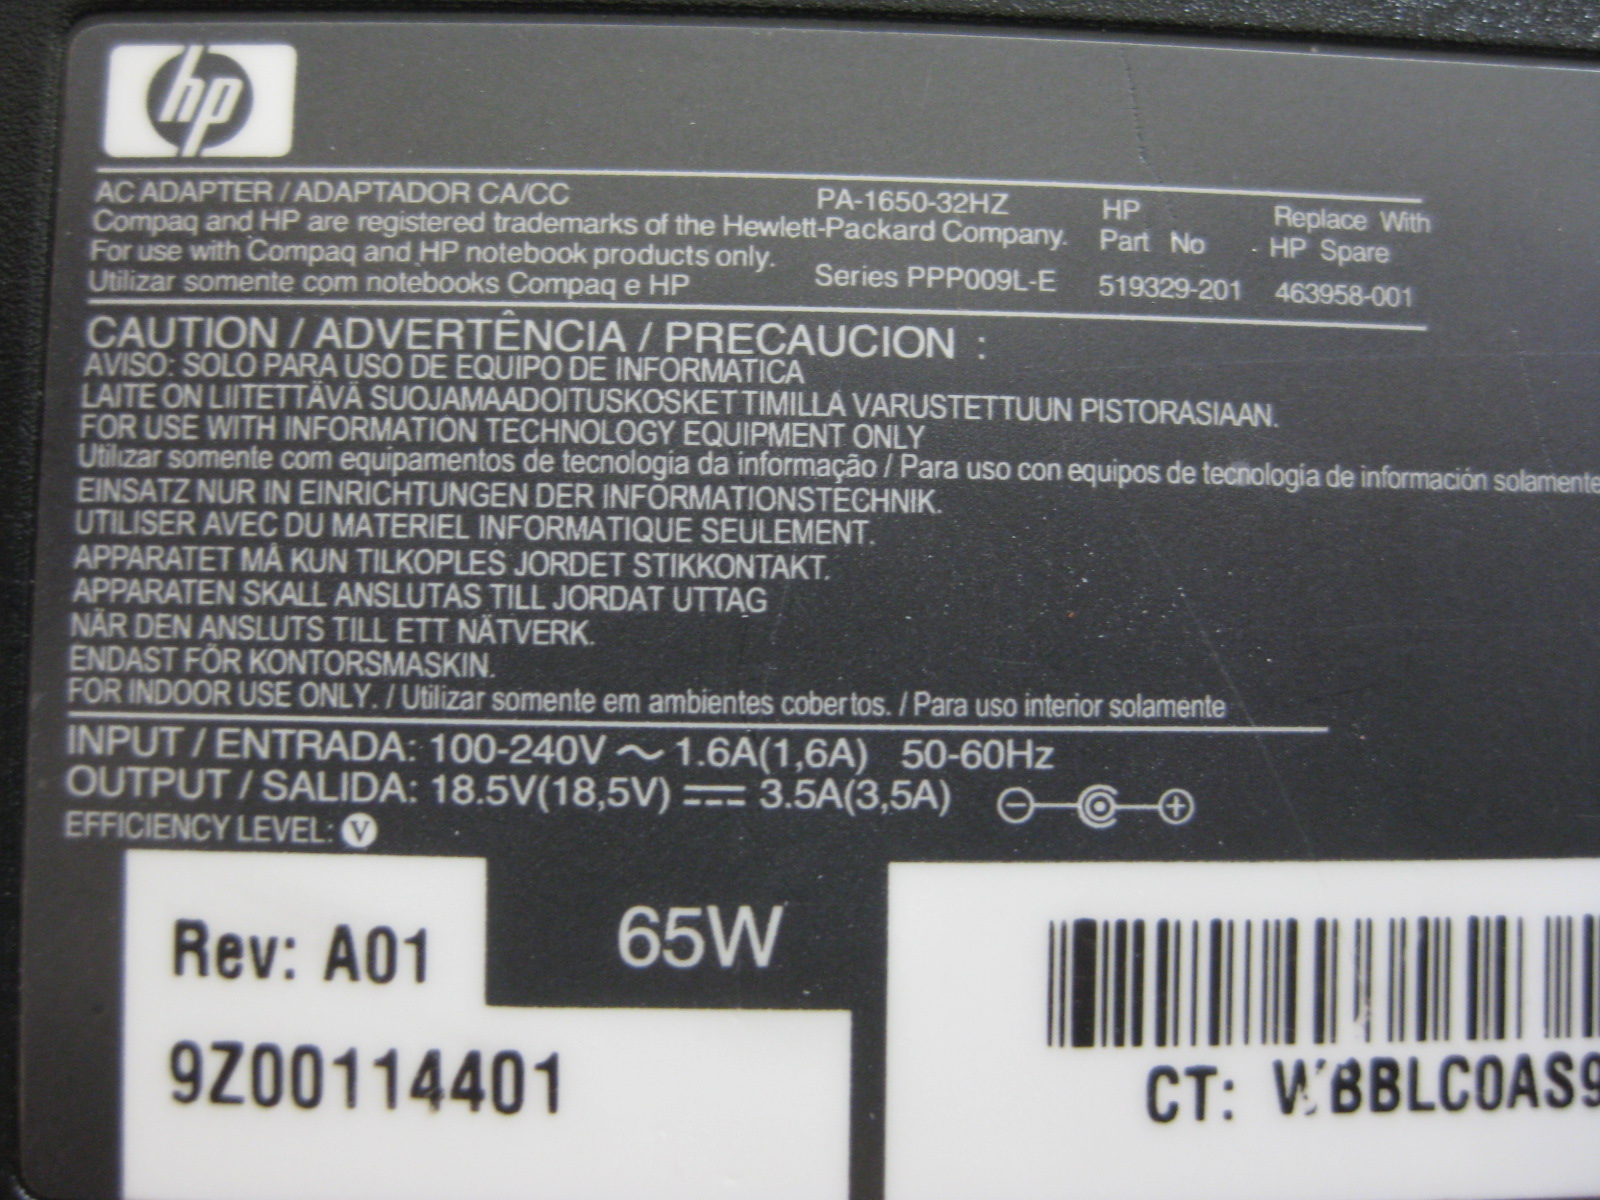 hp
AC ADAPTER / ADAPTADOR CA/CC
Compaq and HP are registered trademarks of the Hewlett-Packard Company.
For use with Compaq and HP notebook products only.
Utilizar somente com notebooks Compaq e HP
PA-1650-32HZ
Series PPP009L-E
HP
Part No
519329-201
Replace With
HP Spare
463958-001
CAUTION / ADVERTÊNCIA / PRECAUCION :
AVISO: SOLO PARA USO DE EQUIPO DE INFORMATICA
LAITE ON LIITETTÄVÄ SUOJAMAADOITUSKOSKETTIMILLA VARUSTETTUUN PISTORASIAAN.
FOR USE WITH INFORMATION TECHNOLOGY EQUIPMENT ONLY
Utilizar somente com equipamentos de tecnologia da informação / Para uso con equipos de tecnología de información solamente
EINSATZ NUR IN EINRICHTUNGEN DER INFORMATIONSTECHNIK.
UTILISER AVEC DU MATERIEL INFORMATIQUE SEULEMENT.
APPARATET MÅ KUN TILKOPLES JORDET STIKKONTAKT.
APPARATEN SKALL ANSLUTAS TILL JORDAT UTTAG
NÄR DEN ANSLUTS TILL ETT NÄTVERK.
ENDAST FÖR KONTORSMASKIN.
FOR INDOOR USE ONLY. / Utilizar somente em ambientes cobertos. / Para uso interior solamente
INPUT / ENTRADA: 100-240V ~ 1.6A(1,6A) 50-60Hz
OUTPUT / SALIDA: 18.5V(18,5V) ⎓ 3.5A(3,5A)
EFFICIENCY LEVEL: V
Rev: A01
65W
9Z00114401
CT: WBBLC0AS9